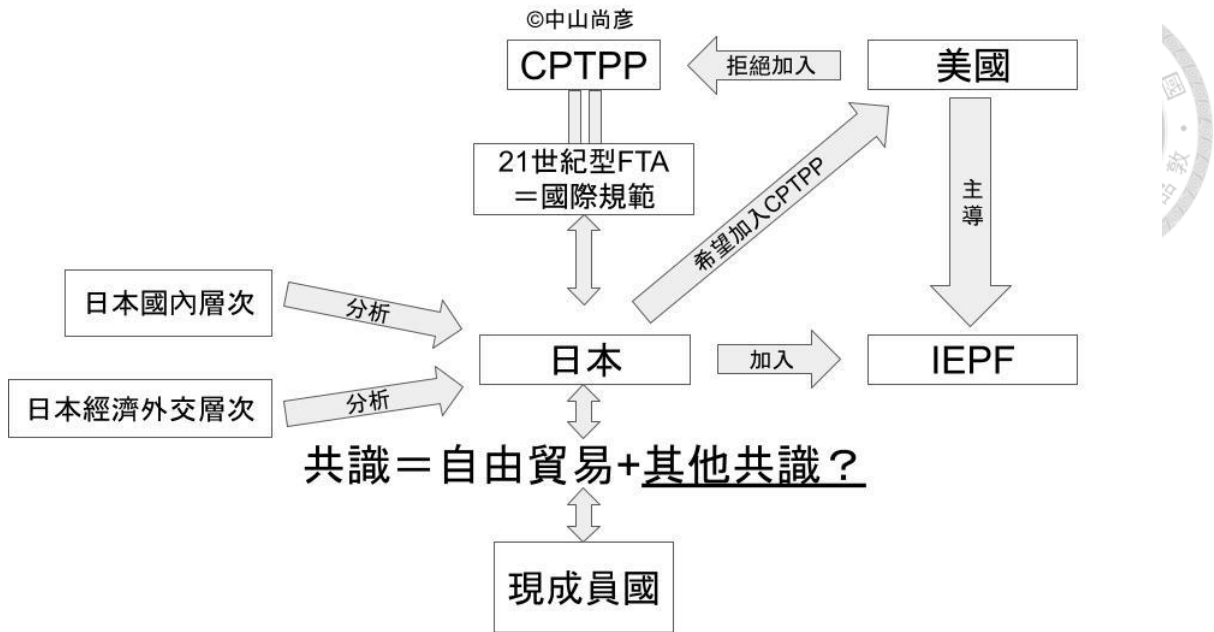 ©中山尚彦
CPTPP
拒絕加入
美國
21世紀型FTA
＝國際規範
希望加入CPTPP
主導
日本國內層次
分析
日本
加入
IEPF
日本經濟外交層次
分析
共識＝自由貿易+其他共識？
現成員國